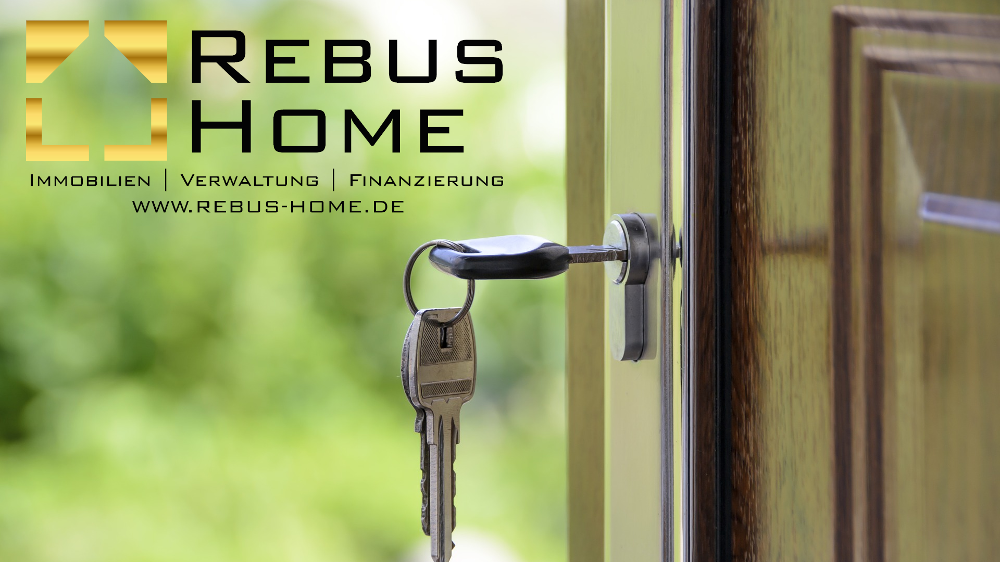 REBUS
HOME
IMMOBILIEN | VERWALTUNG | FINANZIERUNG
WWW.REBUS-HOME.DE